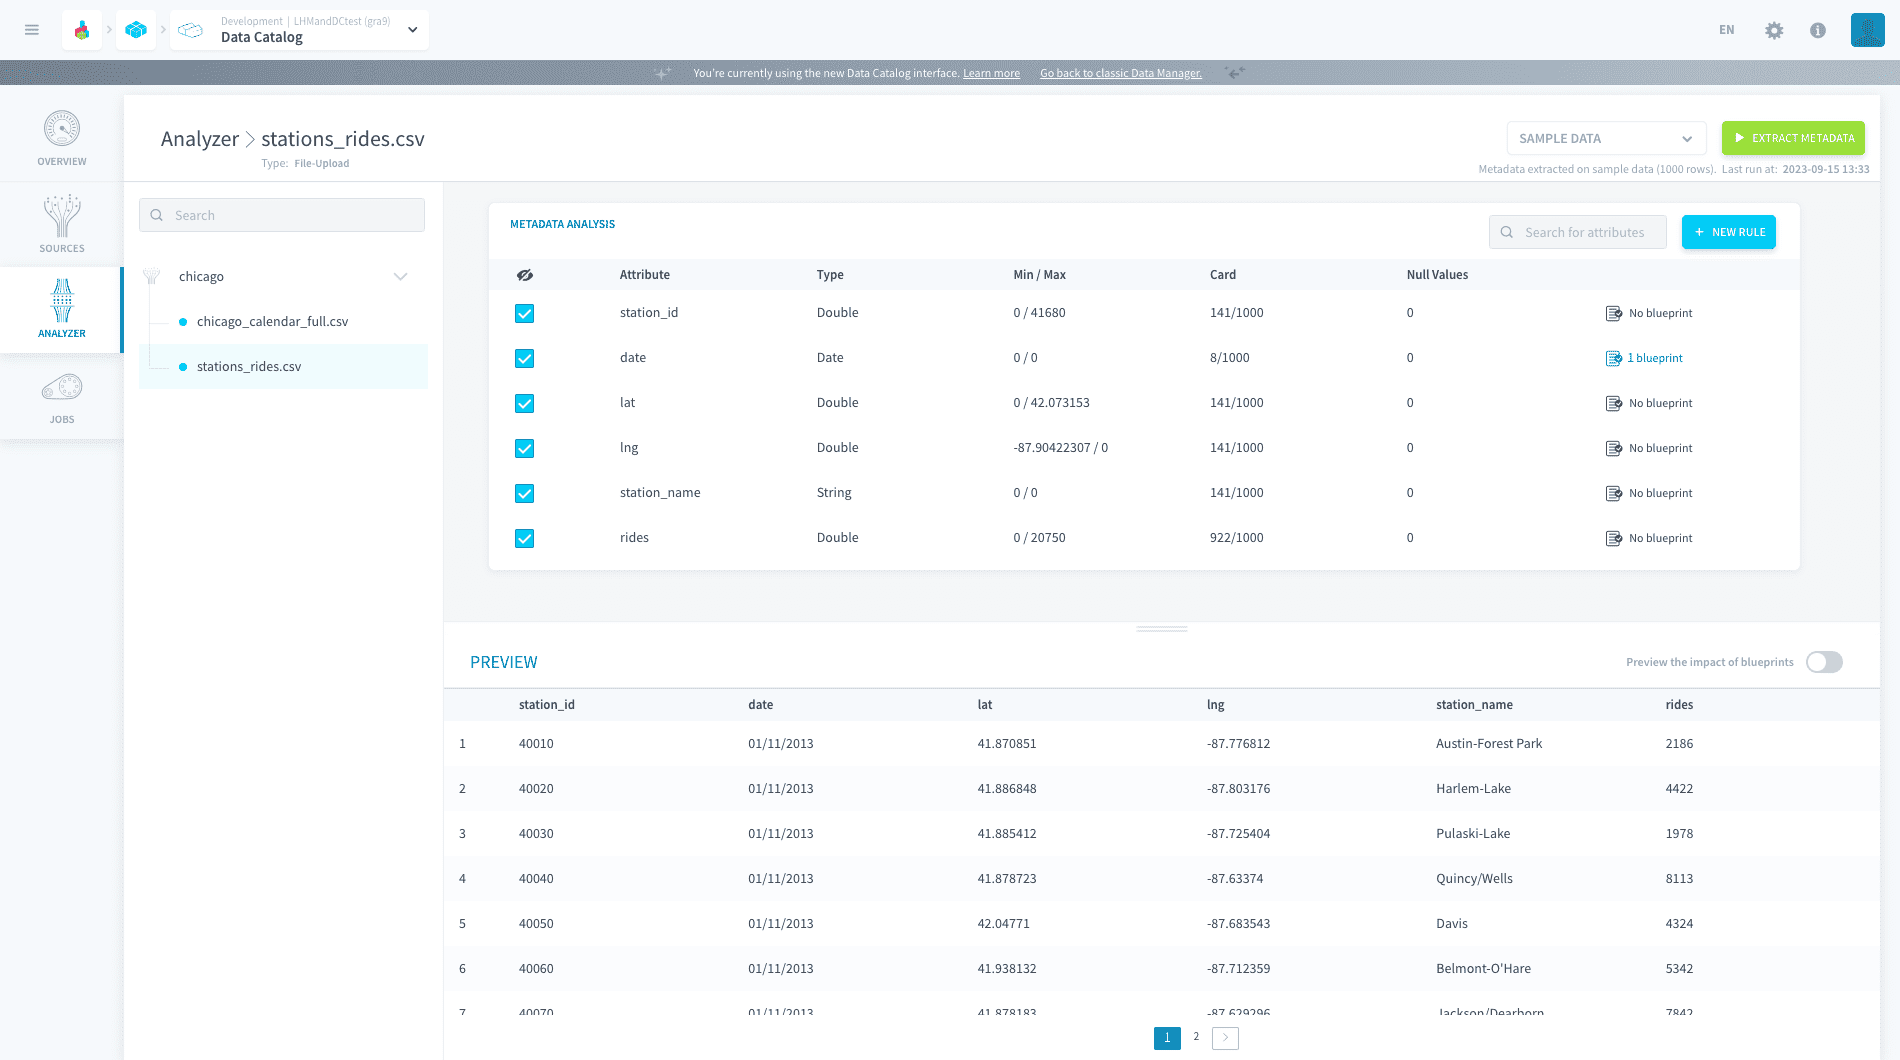 Development | LHMandDCtest (gra9)
Data Catalog
EN
You're currently using the new Data Catalog interface. Learn more Go back to classic Data Manager.
OVERVIEW
SOURCES
ANALYZER
JOBS
Analyzer > stations_rides.csv
Type: File-Upload
SAMPLE DATA
EXTRACT METADATA
Metadata extracted on sample data (1000 rows). Last run at: 2023-09-15 13:33
Search
chicago
chicago_calendar_full.csv
stations_rides.csv
METADATA ANALYSIS
Search for attributes
+ NEW RULE
Attribute Type Min / Max Card Null Values
station_id Double 0 / 41680 141/1000 0 No blueprint
date Date 0 / 0 8/1000 0 1 blueprint
lat Double 0 / 42.073153 141/1000 0 No blueprint
lng Double -87.90422307 / 0 141/1000 0 No blueprint
station_name String 0 / 0 141/1000 0 No blueprint
rides Double 0 / 20750 922/1000 0 No blueprint
PREVIEW
Preview the impact of blueprints
station_id date lat lng station_name rides
1 40010 01/11/2013 41.870851 -87.776812 Austin-Forest Park 2186
2 40020 01/11/2013 41.886848 -87.803176 Harlem-Lake 4422
3 40030 01/11/2013 41.885412 -87.725404 Pulaski-Lake 1978
4 40040 01/11/2013 41.878723 -87.63374 Quincy/Wells 8113
5 40050 01/11/2013 42.04771 -87.683543 Davis 4324
6 40060 01/11/2013 41.938132 -87.712359 Belmont-O'Hare 5342
7 40070 01/11/2013 41.878183 -87.629296 Jackson/Dearborn 7842
1 2 >